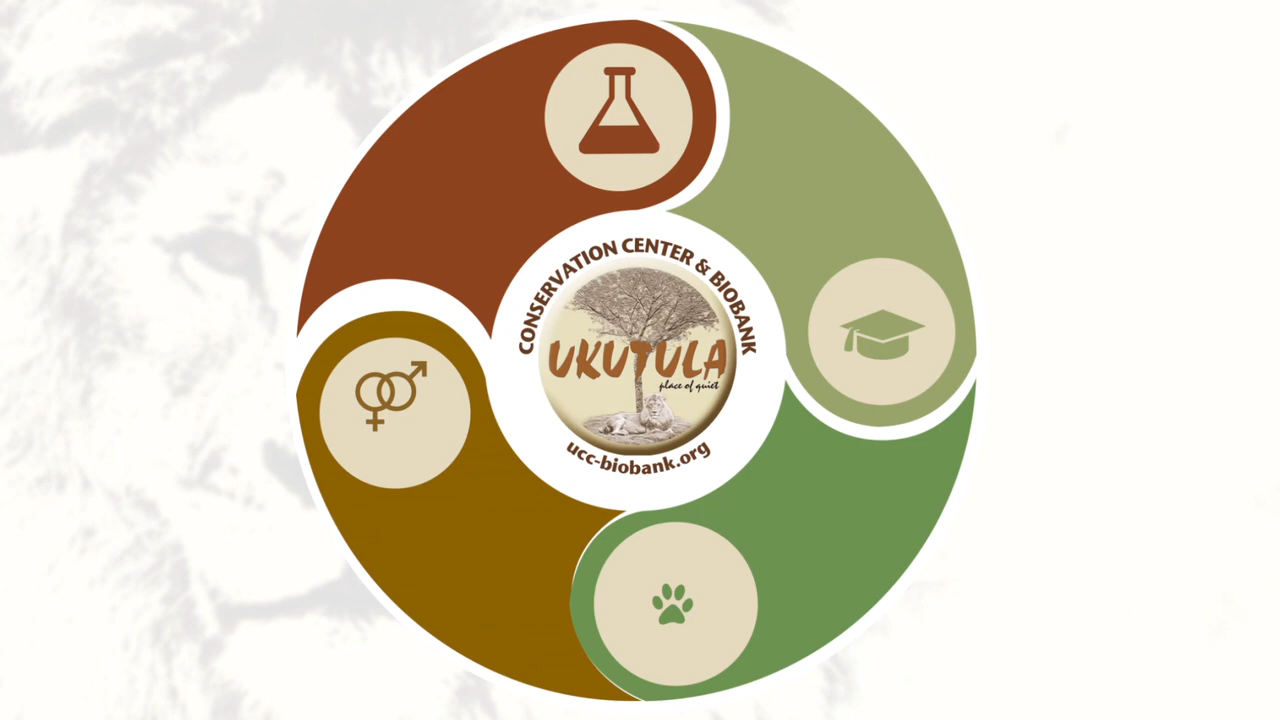 CONSERVATION CENTER & BIOBANK
UKUTULA
place of quiet
ucc-biobank.org